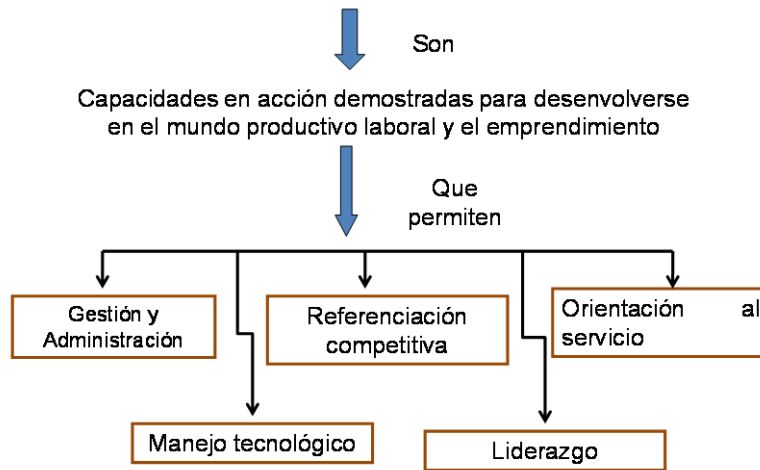 Son
Capacidades en acción demostradas para desenvolverse
en el mundo productivo laboral y el emprendimiento
Que
permiten
Gestión y
Administración
Referenciación
competitiva
Orientación al
servicio
Manejo tecnológico
Liderazgo